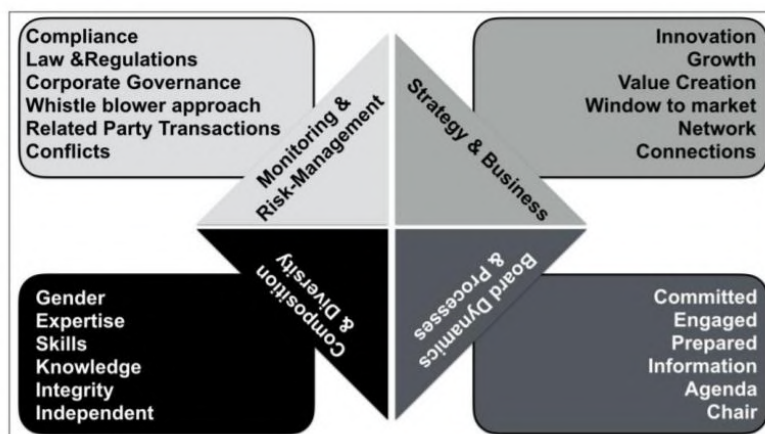 Compliance
Law &Regulations
Corporate Governance
Whistle blower approach
Related Party Transactions
Conflicts
Innovation
Growth
Value Creation
Window to market
Network
Connections
Monitoring &
Risk-Management
Strategy & Business
Composition
& Diversity
Board Dynamics
& Processes
Gender
Expertise
Skills
Knowledge
Integrity
Independent
Committed
Engaged
Prepared
Information
Agenda
Chair